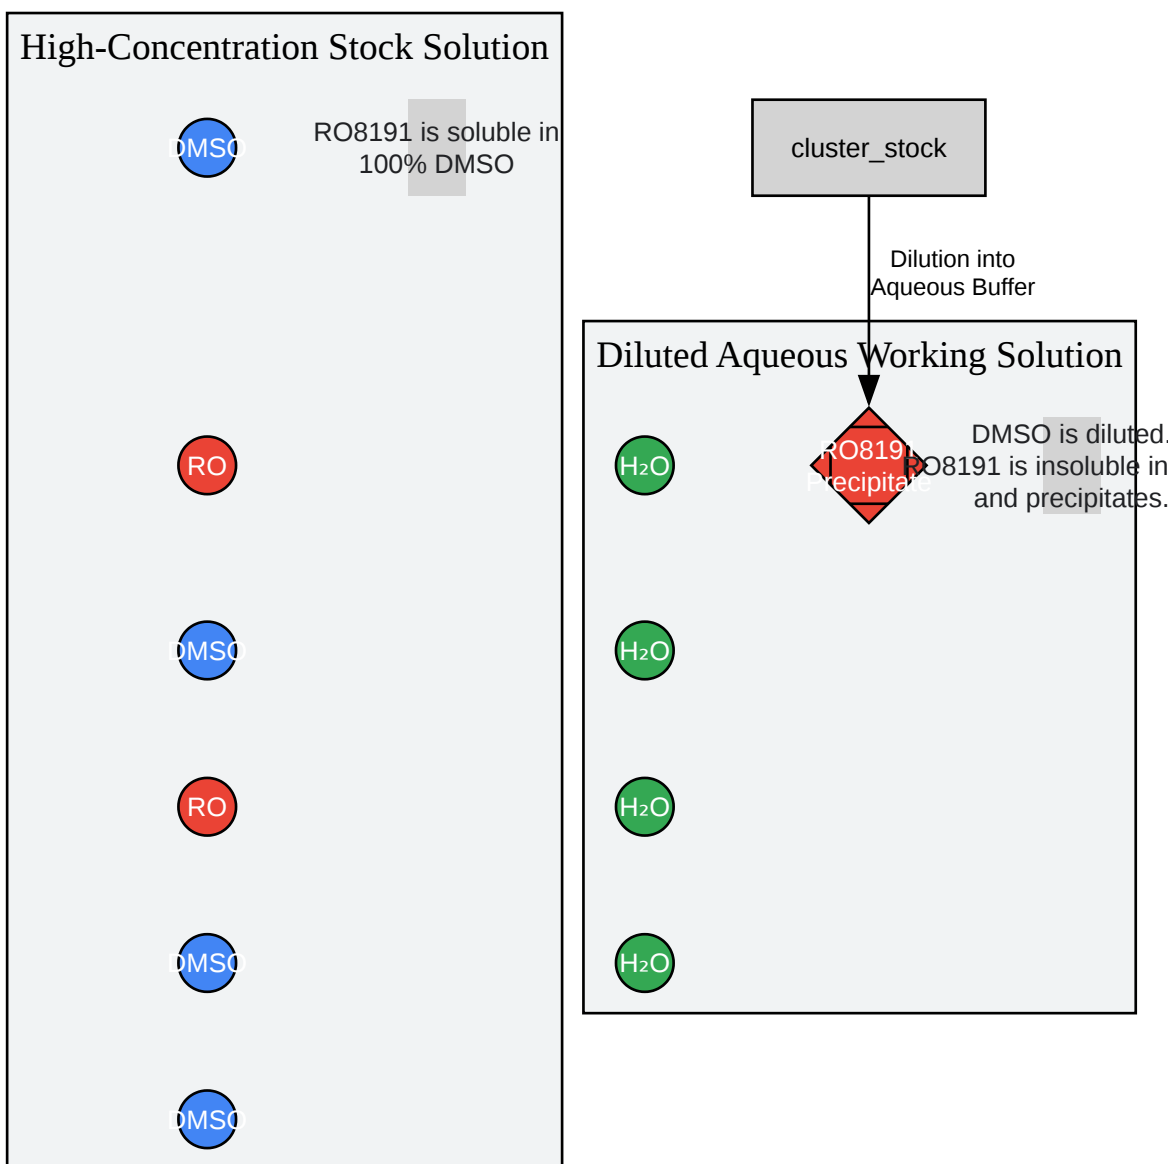 High-Concentration Stock Solution
DMSO
RO8191 is soluble in
100% DMSO
RO
DMSO
RO
DMSO
DMSO
cluster_stock
Dilution into
Aqueous Buffer
Diluted Aqueous Working Solution
H₂O
RO8191
Precipitate
DMSO is diluted.
RO8191 is insoluble in
and precipitates.
H₂O
H₂O
H₂O